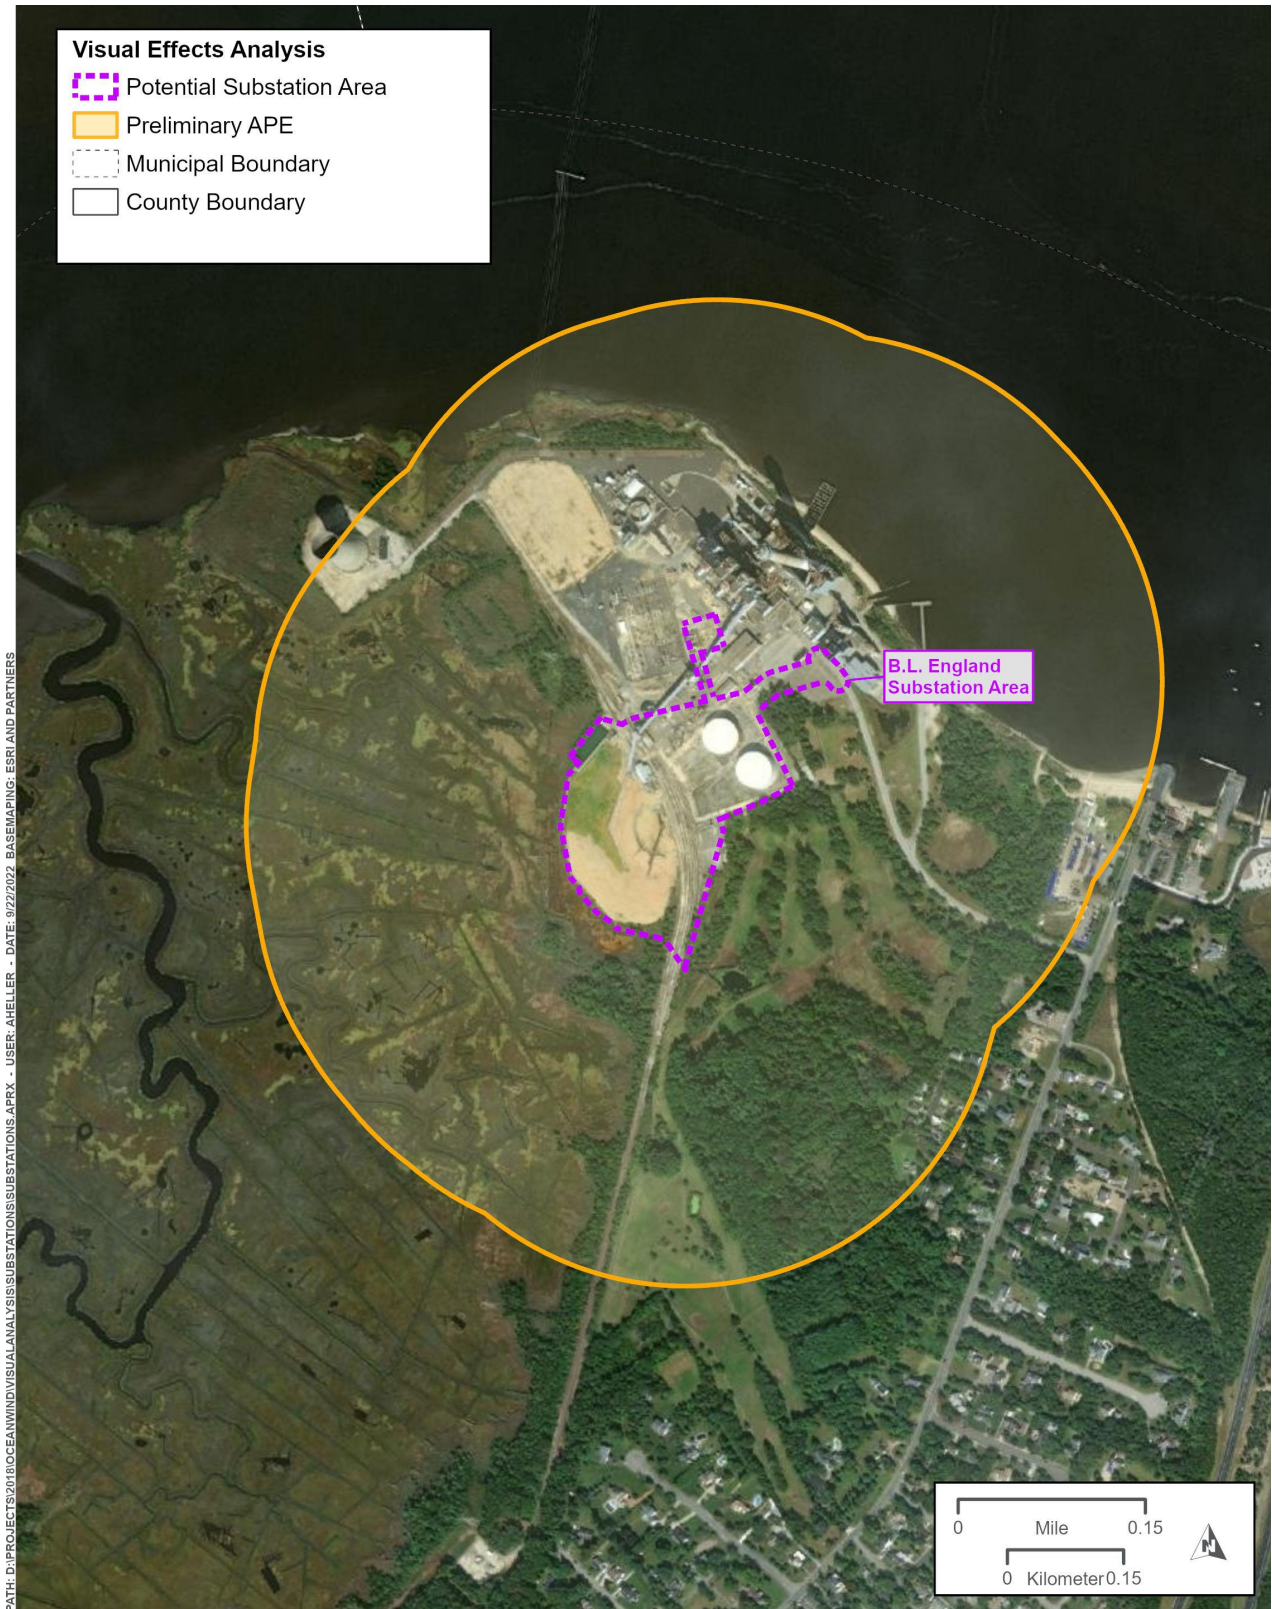 Visual Effects Analysis
Potential Substation Area
Preliminary APE
Municipal Boundary
County Boundary
B.L. England
Substation Area
0 Mile 0.15
N
0 Kilometer 0.15
PATH: D:\PROJECTS\2018\OCEANWIND\VISUALANALYSIS\SUBSTATIONS\SUBSTATIONS.APRX - USER: AHELLER - DATE: 9/22/2022 BASEMAPING: ESRI AND PARTNERS